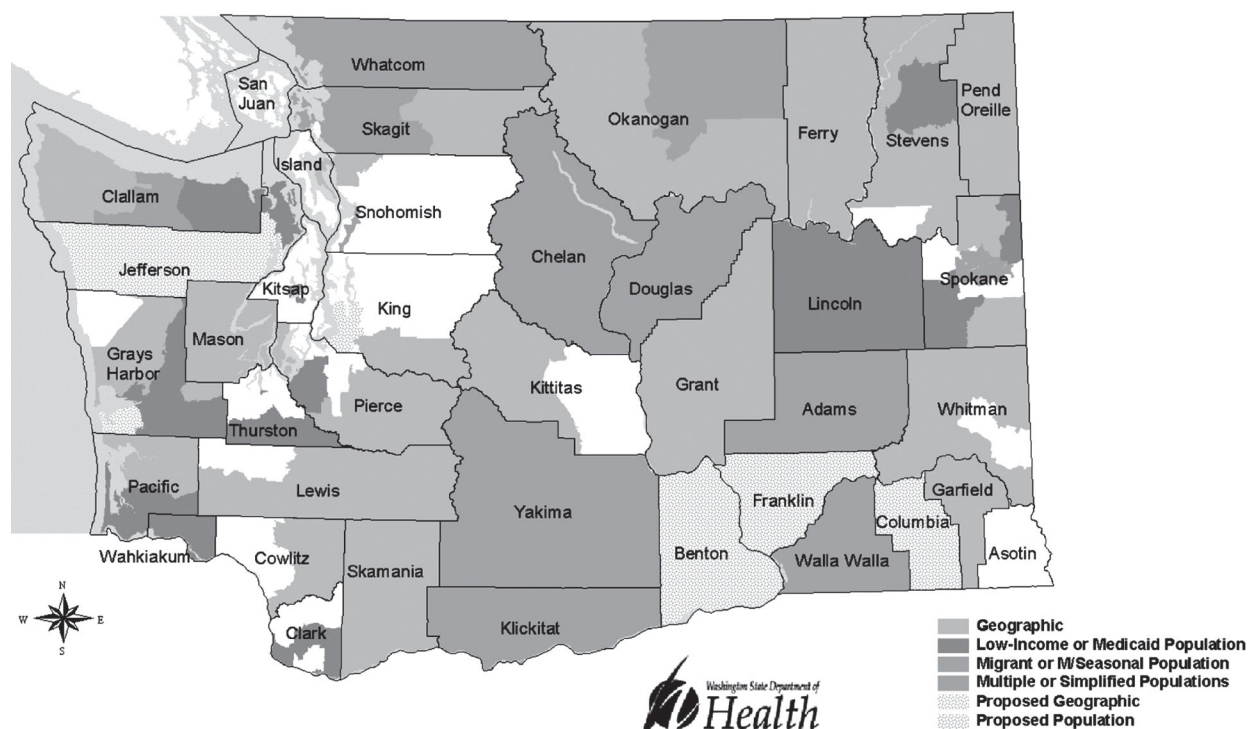 Whatcom
San
Juan
Skagit
Okanogan
Ferry
Stevens
Pend
Oreille
Island
Clallam
Snohomish
Chelan
Jefferson
Kitsap
King
Douglas
Lincoln
Spokane
Mason
Grays
Harbor
Kittitas
Grant
Pierce
Adams
Whitman
Thurston
Pacific
Lewis
Yakima
Franklin
Garfield
Columbia
Wahkiakum
Cowlitz
Skamania
Benton
Walla Walla
Asotin
Clark
Klickitat
N
W
E
S
Geographic
Low-Income or Medicaid Population
Migrant or M/Seasonal Population
Multiple or Simplified Populations
Proposed Geographic
Proposed Population
Washington State Department of
Health